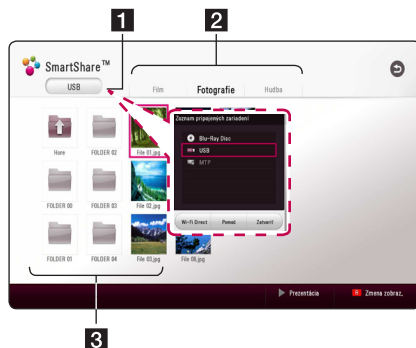 1
2
SmartShare™
USB
Film
Fotografie
Hudba
Zoznam pripojených zariadení
Blu-Ray Disc
USB
MTP
Wi-Fi Direct
Pomoc
Zatvoriť
Hore
FOLDER 02
File 01.jpg
FOLDER 00
FOLDER 03
File 02.jpg
FOLDER 01
FOLDER 04
File 03.jpg
File 06.jpg
Prezentácia
R Zmena zobraz.
3